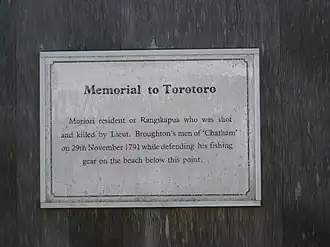 Memorial to Torotoro
Moriori resident of Rangikapua who was shot
and killed by Lieut. Broughton's men of 'Chatham'
on 29th November 1791 while defending his fishing
gear on the beach below this point.